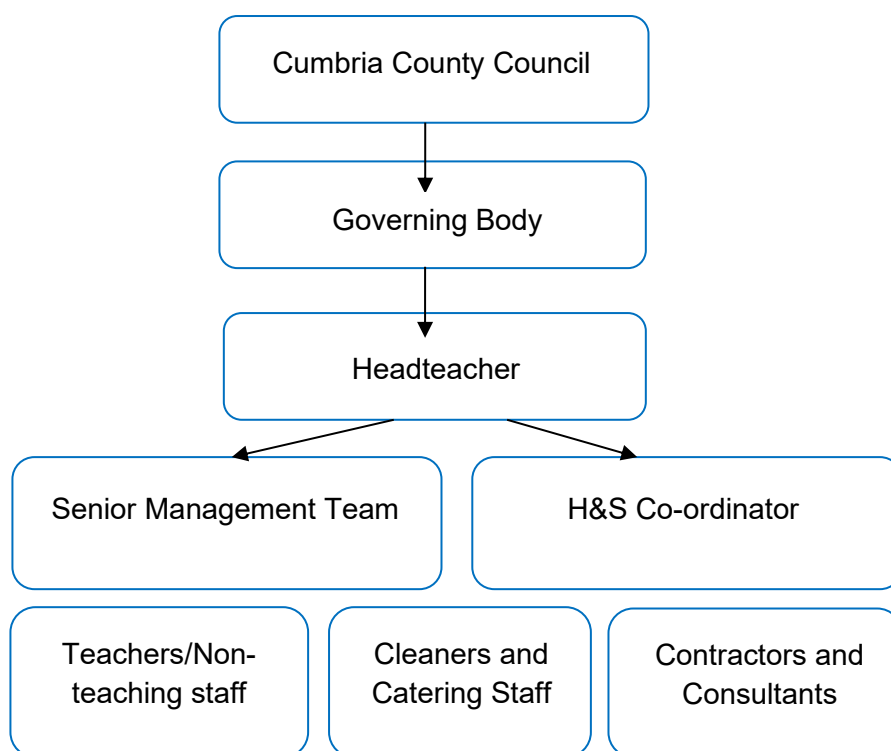 Cumbria County Council
Governing Body
Headteacher
Senior Management Team
H&S Co-ordinator
Teachers/Non-
teaching staff
Cleaners and
Catering Staff
Contractors and
Consultants